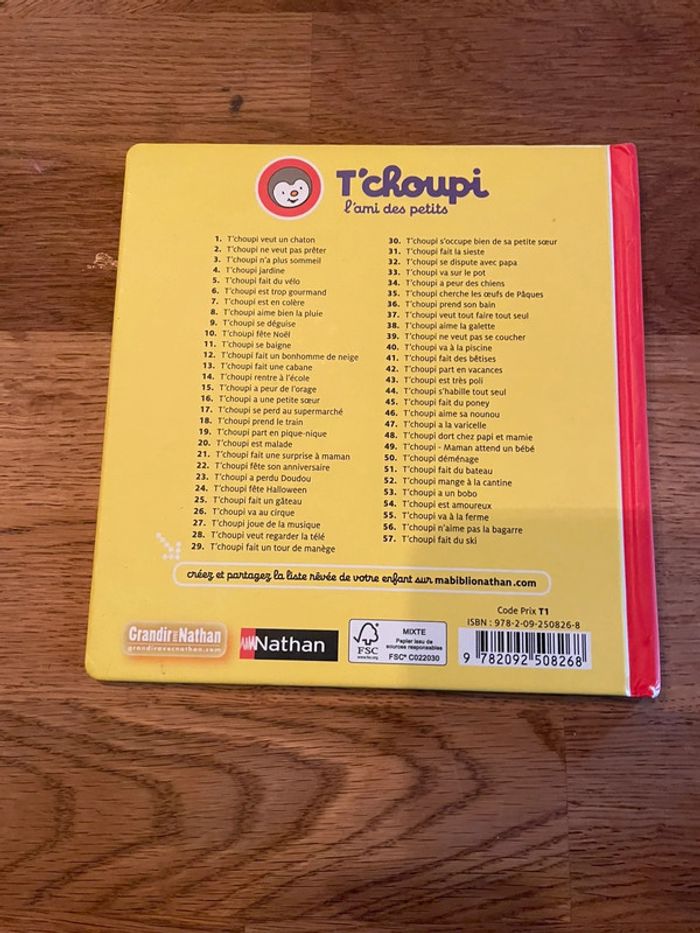 T'choupi
l'ami des petits
1. T'choupi veut un chaton
2. T'choupi ne veut pas prêter
3. T'choupi n'a plus sommeil
4. T'choupi jardine
5. T'choupi fait du vélo
6. T'choupi est trop gourmand
7. T'choupi est en colère
8. T'choupi aime bien la pluie
9. T'choupi se déguise
10. T'choupi fête Noël
11. T'choupi se baigne
12. T'choupi fait un bonhomme de neige
13. T'choupi fait une cabane
14. T'choupi rentre à l'école
15. T'choupi a peur de l'orage
16. T'choupi a une petite sœur
17. T'choupi se perd au supermarché
18. T'choupi prend le train
19. T'choupi part en pique-nique
20. T'choupi est malade
21. T'choupi fait une surprise à maman
22. T'choupi fête son anniversaire
23. T'choupi a perdu Doudou
24. T'choupi fête Halloween
25. T'choupi fait un gâteau
26. T'choupi va au cirque
27. T'choupi joue de la musique
28. T'choupi veut regarder la télé
29. T'choupi fait un tour de manège
30. T'choupi s'occupe bien de sa petite sœur
31. T'choupi fait la sieste
32. T'choupi se dispute avec papa
33. T'choupi va sur le pot
34. T'choupi a peur des chiens
35. T'choupi cherche les œufs de Pâques
36. T'choupi prend son bain
37. T'choupi veut tout faire tout seul
38. T'choupi aime la galette
39. T'choupi ne veut pas se coucher
40. T'choupi va à la piscine
41. T'choupi fait des bêtises
42. T'choupi part en vacances
43. T'choupi est très poli
44. T'choupi s'habille tout seul
45. T'choupi fait du poney
46. T'choupi aime sa nounou
47. T'choupi a la varicelle
48. T'choupi dort chez papi et mamie
49. T'choupi - Maman attend un bébé
50. T'choupi déménage
51. T'choupi fait du bateau
52. T'choupi mange à la cantine
53. T'choupi a un bobo
54. T'choupi est amoureux
55. T'choupi va à la ferme
56. T'choupi n'aime pas la bagarre
57. T'choupi fait du ski
créez et partagez la liste rêvée de votre enfant sur mabiblionathan.com
Code Prix T1
ISBN : 978-2-09-250826-8
Grandir avec Nathan
grandiravecnathan.com
Nathan
FSC
www.fsc.org
MIXTE
Papier issu de
sources responsables
FSC® C022030
9 782092 508268